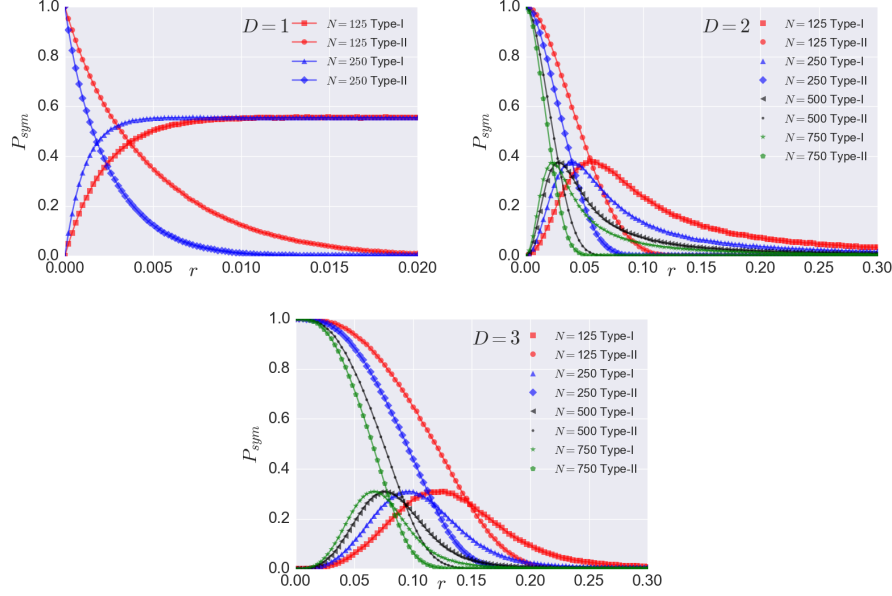 D = 1
N = 125 Type-I
N = 125 Type-II
N = 250 Type-I
N = 250 Type-II
P_sym
1.0
0.8
0.6
0.4
0.2
0.0
0.000
0.005
0.010
0.015
0.020
r
D = 2
N = 125 Type-I
N = 125 Type-II
N = 250 Type-I
N = 250 Type-II
N = 500 Type-I
N = 500 Type-II
N = 750 Type-I
N = 750 Type-II
P_sym
1.0
0.8
0.6
0.4
0.2
0.0
0.00
0.05
0.10
0.15
0.20
0.25
0.30
r
D = 3
N = 125 Type-I
N = 125 Type-II
N = 250 Type-I
N = 250 Type-II
N = 500 Type-I
N = 500 Type-II
N = 750 Type-I
N = 750 Type-II
P_sym
1.0
0.8
0.6
0.4
0.2
0.0
0.00
0.05
0.10
0.15
0.20
0.25
0.30
r